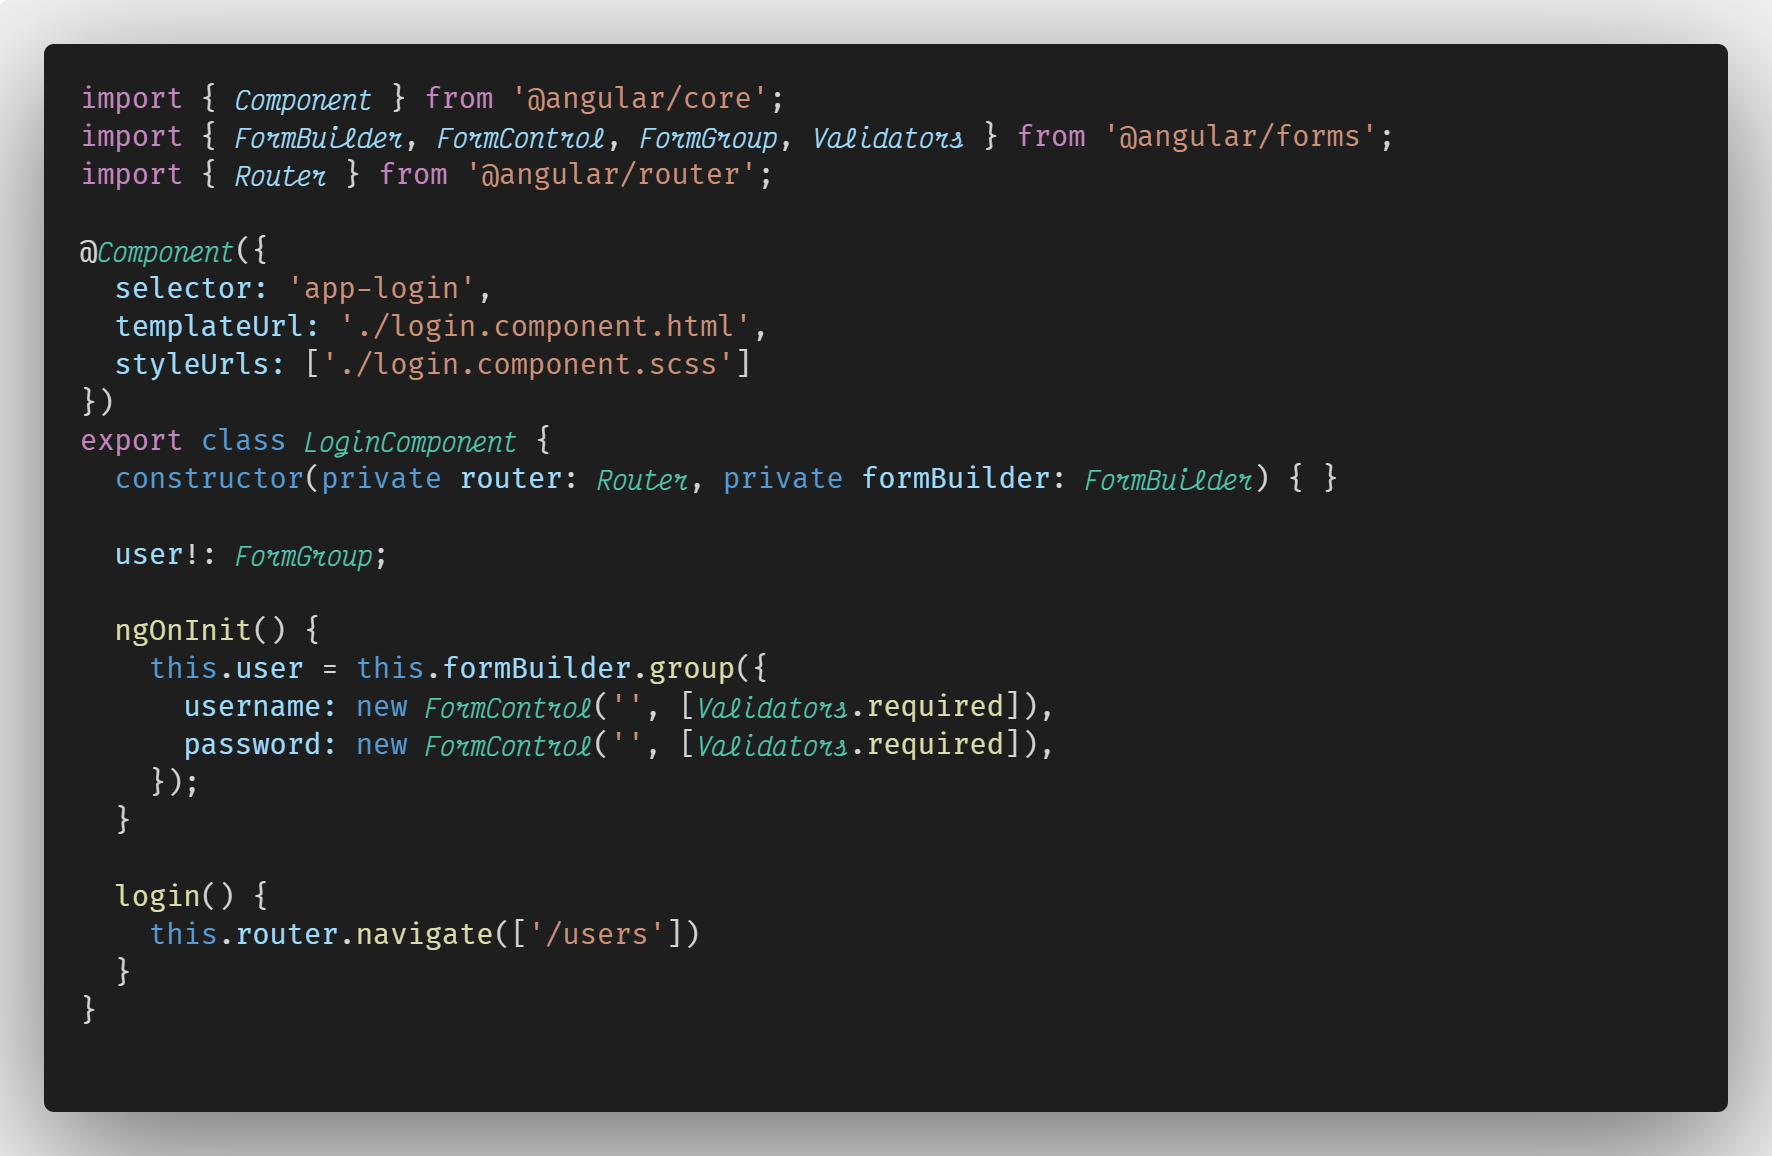 import { Component } from '@angular/core';
import { FormBuilder, FormControl, FormGroup, Validators } from '@angular/forms';
import { Router } from '@angular/router';

@Component({
  selector: 'app-login',
  templateUrl: './login.component.html',
  styleUrls: ['./login.component.scss']
})
export class LoginComponent {
  constructor(private router: Router, private formBuilder: FormBuilder) { }

  user!: FormGroup;

  ngOnInit() {
    this.user = this.formBuilder.group({
      username: new FormControl('', [Validators.required]),
      password: new FormControl('', [Validators.required]),
    });
  }

  login() {
    this.router.navigate(['/users'])
  }
}